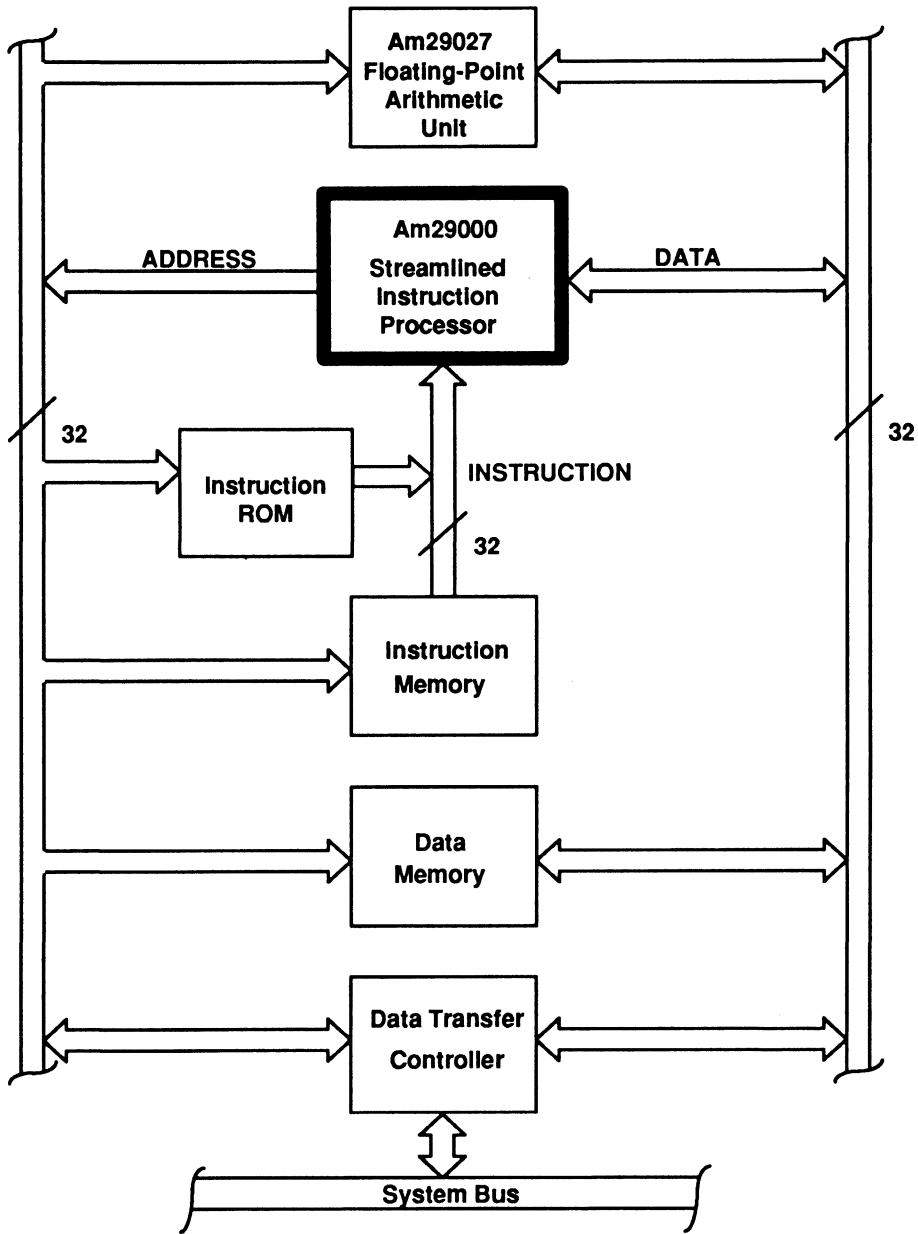 Am29027
Floating-Point
Arithmetic
Unit
Am29000
Streamlined
Instruction
Processor
ADDRESS
DATA
32
32
Instruction
ROM
INSTRUCTION
32
Instruction
Memory
Data
Memory
Data Transfer
Controller
System Bus